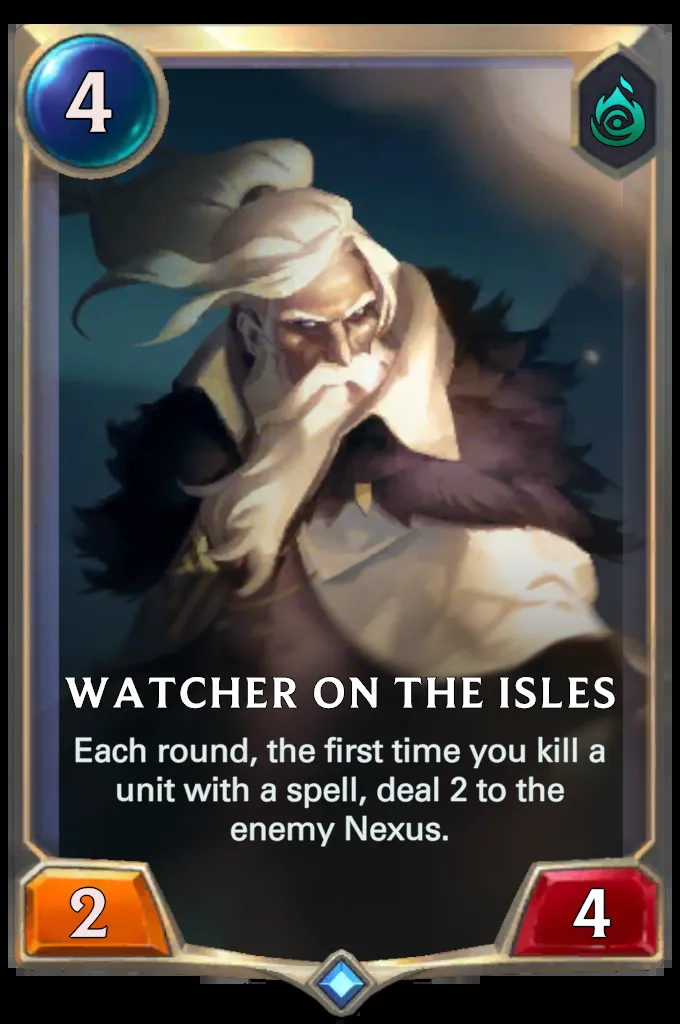 4
WATCHER ON THE ISLES
Each round, the first time you kill a
unit with a spell, deal 2 to the
enemy Nexus.
2
4